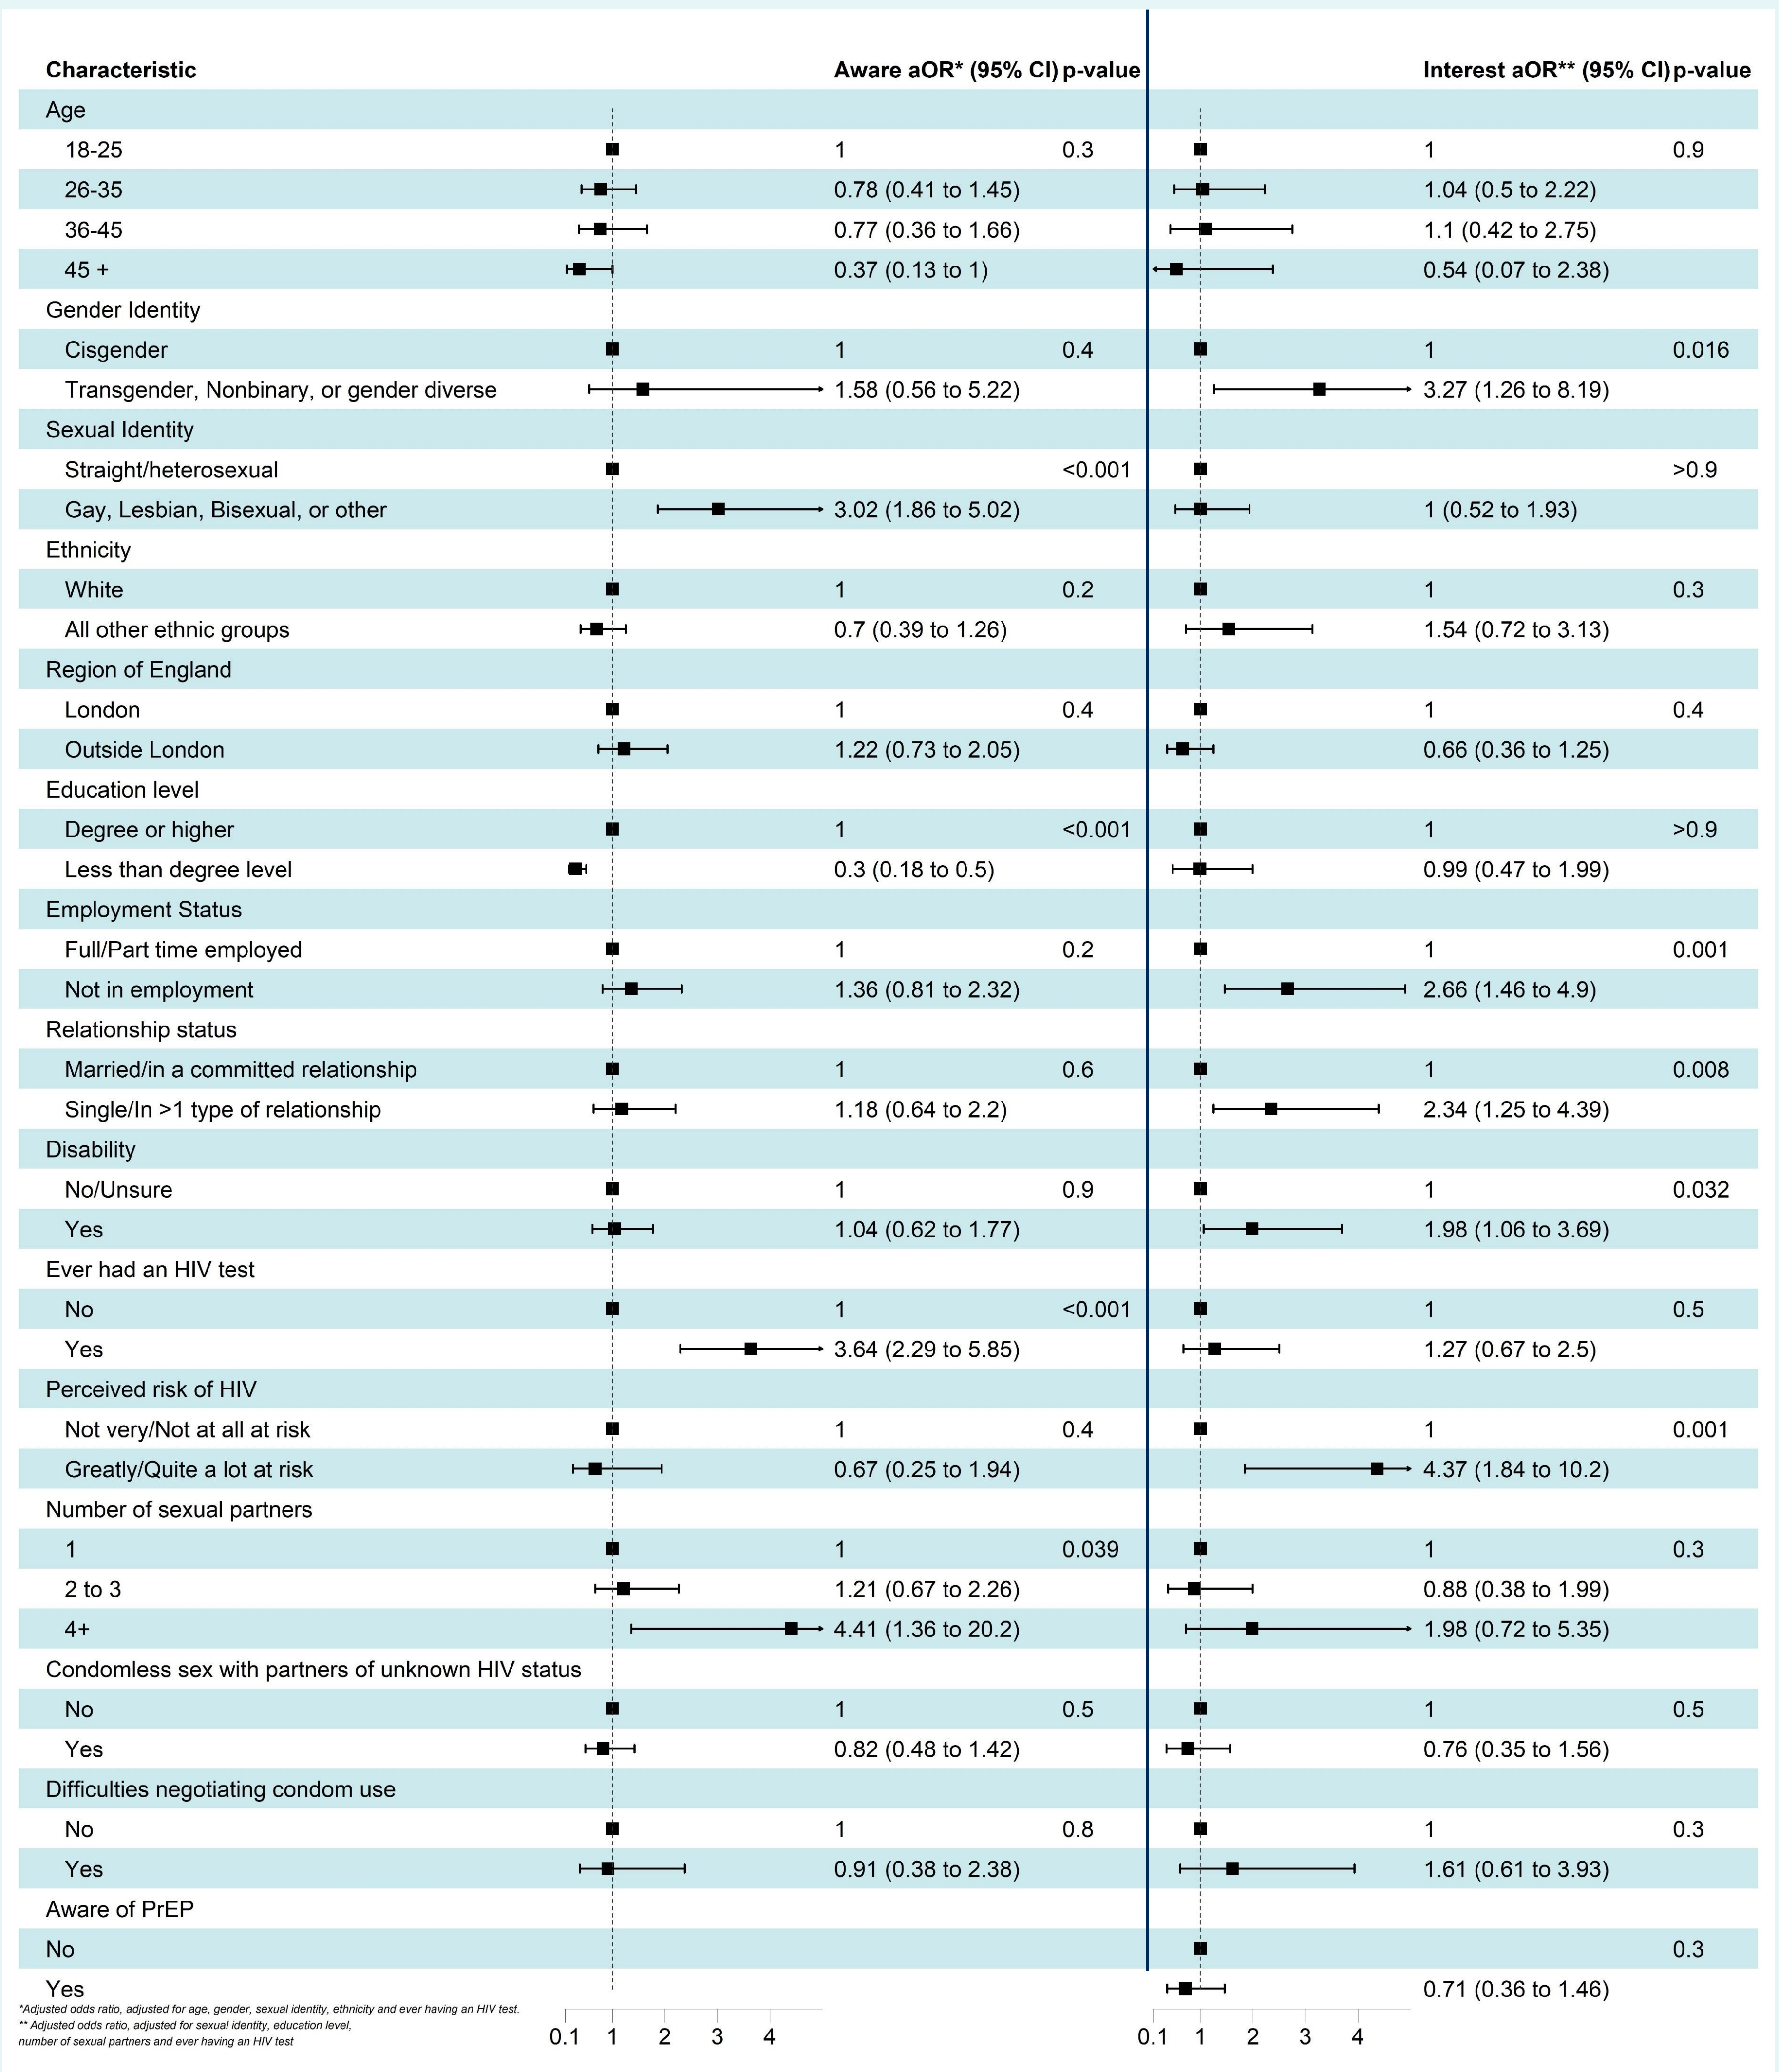 Characteristic Aware aOR* (95% CI) p-value Interest aOR** (95% CI) p-value
Age
18-25 1 0.3 1 0.9
26-35 0.78 (0.41 to 1.45) 1.04 (0.5 to 2.22)
36-45 0.77 (0.36 to 1.66) 1.1 (0.42 to 2.75)
45 + 0.37 (0.13 to 1) 0.54 (0.07 to 2.38)
Gender Identity
Cisgender 1 0.4 1 0.016
Transgender, Nonbinary, or gender diverse 1.58 (0.56 to 5.22) 3.27 (1.26 to 8.19)
Sexual Identity
Straight/heterosexual <0.001 >0.9
Gay, Lesbian, Bisexual, or other 3.02 (1.86 to 5.02) 1 (0.52 to 1.93)
Ethnicity
White 1 0.2 1 0.3
All other ethnic groups 0.7 (0.39 to 1.26) 1.54 (0.72 to 3.13)
Region of England
London 1 0.4 1 0.4
Outside London 1.22 (0.73 to 2.05) 0.66 (0.36 to 1.25)
Education level
Degree or higher 1 <0.001 1 >0.9
Less than degree level 0.3 (0.18 to 0.5) 0.99 (0.47 to 1.99)
Employment Status
Full/Part time employed 1 0.2 1 0.001
Not in employment 1.36 (0.81 to 2.32) 2.66 (1.46 to 4.9)
Relationship status
Married/in a committed relationship 1 0.6 1 0.008
Single/In >1 type of relationship 1.18 (0.64 to 2.2) 2.34 (1.25 to 4.39)
Disability
No/Unsure 1 0.9 1 0.032
Yes 1.04 (0.62 to 1.77) 1.98 (1.06 to 3.69)
Ever had an HIV test
No 1 <0.001 1 0.5
Yes 3.64 (2.29 to 5.85) 1.27 (0.67 to 2.5)
Perceived risk of HIV
Not very/Not at all at risk 1 0.4 1 0.001
Greatly/Quite a lot at risk 0.67 (0.25 to 1.94) 4.37 (1.84 to 10.2)
Number of sexual partners
1 1 0.039 1 0.3
2 to 3 1.21 (0.67 to 2.26) 0.88 (0.38 to 1.99)
4+ 4.41 (1.36 to 20.2) 1.98 (0.72 to 5.35)
Condomless sex with partners of unknown HIV status
No 1 0.5 1 0.5
Yes 0.82 (0.48 to 1.42) 0.76 (0.35 to 1.56)
Difficulties negotiating condom use
No 1 0.8 1 0.3
Yes 0.91 (0.38 to 2.38) 1.61 (0.61 to 3.93)
Aware of PrEP
No 0.3
Yes 0.71 (0.36 to 1.46)
*Adjusted odds ratio, adjusted for age, gender, sexual identity, ethnicity and ever having an HIV test.
** Adjusted odds ratio, adjusted for sexual identity, education level,
number of sexual partners and ever having an HIV test
0.1 1 2 3 4 0.1 1 2 3 4